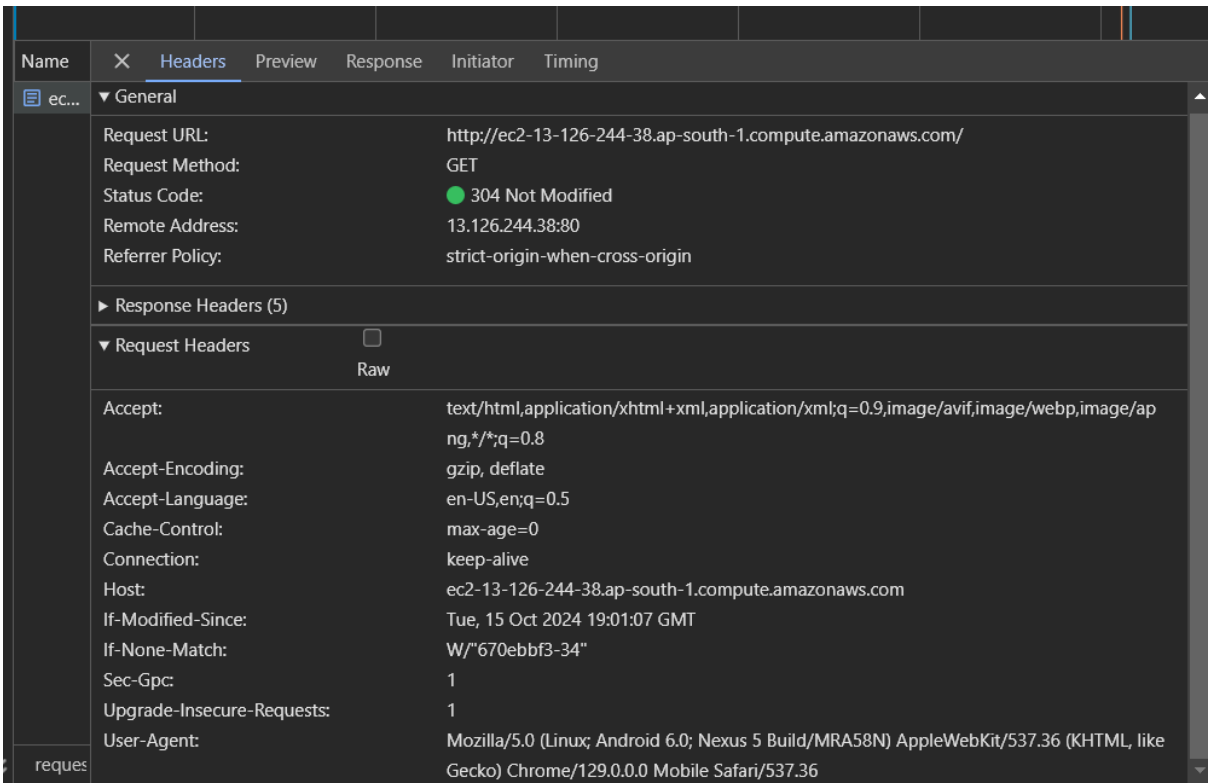 Name
Headers Preview Response Initiator Timing
ec...
▼ General
Request URL: http://ec2-13-126-244-38.ap-south-1.compute.amazonaws.com/
Request Method: GET
Status Code: 304 Not Modified
Remote Address: 13.126.244.38:80
Referrer Policy: strict-origin-when-cross-origin
▶ Response Headers (5)
▼ Request Headers
Raw
Accept: text/html,application/xhtml+xml,application/xml;q=0.9,image/avif,image/webp,image/ap
ng,*/*;q=0.8
Accept-Encoding: gzip, deflate
Accept-Language: en-US,en;q=0.5
Cache-Control: max-age=0
Connection: keep-alive
Host: ec2-13-126-244-38.ap-south-1.compute.amazonaws.com
If-Modified-Since: Tue, 15 Oct 2024 19:01:07 GMT
If-None-Match: W/"670ebbf3-34"
Sec-Gpc: 1
Upgrade-Insecure-Requests: 1
User-Agent: Mozilla/5.0 (Linux; Android 6.0; Nexus 5 Build/MRA58N) AppleWebKit/537.36 (KHTML, like
Gecko) Chrome/129.0.0.0 Mobile Safari/537.36
reques